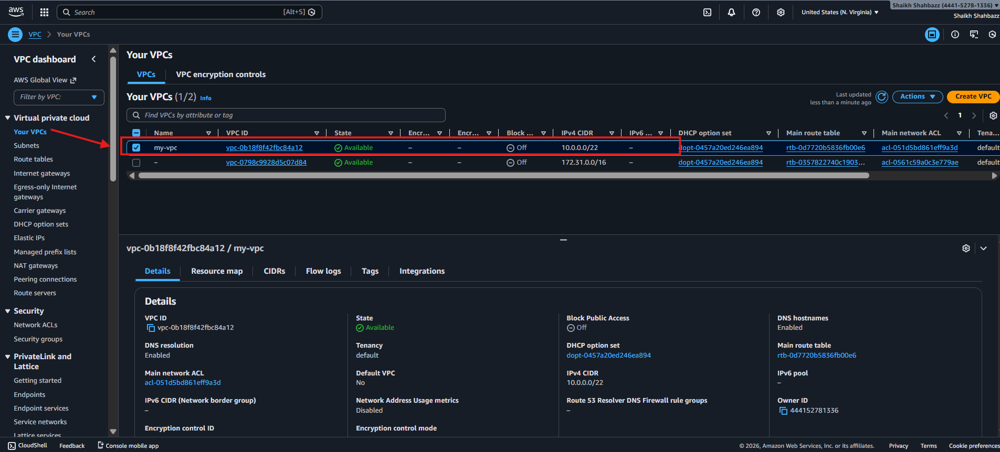 aws
Search
[Alt+S]
United States (N. Virginia)
Shaikh Shahbazz (4441-5278-1336)
Shaikh Shahbazz
VPC
Your VPCs
VPC dashboard
AWS Global View
Filter by VPC:
Virtual private cloud
Your VPCs
Subnets
Route tables
Internet gateways
Egress-only Internet
gateways
Carrier gateways
DHCP option sets
Elastic IPs
Managed prefix lists
NAT gateways
Peering connections
Route servers
Security
Network ACLs
Security groups
PrivateLink and
Lattice
Getting started
Endpoints
Endpoint services
Service networks
Lattice services
Your VPCs
VPCs
VPC encryption controls
Your VPCs (1/2) Info
Last updated
less than a minute ago
Actions
Create VPC
Find VPCs by attribute or tag
1
Name VPC ID State Encr... Encr... Block ... IPv4 CIDR IPv6 ... DHCP option set Main route table Main network ACL Tena...
my-vpc vpc-0b18f8f42fbc84a12 Available – – Off 10.0.0.0/22 – dopt-0457a20ed246ea894 rtb-0d7720b5836fb00e6 acl-051d5bd861eff9a3d default
– vpc-0798c9928d5c07d84 Available – – Off 172.31.0.0/16 – dopt-0457a20ed246ea894 rtb-0357822740c1903... acl-0561c59a0c3e779ae default
vpc-0b18f8f42fbc84a12 / my-vpc
Details Resource map CIDRs Flow logs Tags Integrations
Details
VPC ID
vpc-0b18f8f42fbc84a12
State
Available
Block Public Access
Off
DNS hostnames
Enabled
DNS resolution
Enabled
Tenancy
default
DHCP option set
dopt-0457a20ed246ea894
Main route table
rtb-0d7720b5836fb00e6
Main network ACL
acl-051d5bd861eff9a3d
Default VPC
No
IPv4 CIDR
10.0.0.0/22
IPv6 pool
–
IPv6 CIDR (Network border group)
–
Network Address Usage metrics
Disabled
Route 53 Resolver DNS Firewall rule groups
–
Owner ID
444152781336
Encryption control ID
Encryption control mode
CloudShell Feedback Console mobile app
© 2026, Amazon Web Services, Inc. or its affiliates. Privacy Terms Cookie preferences